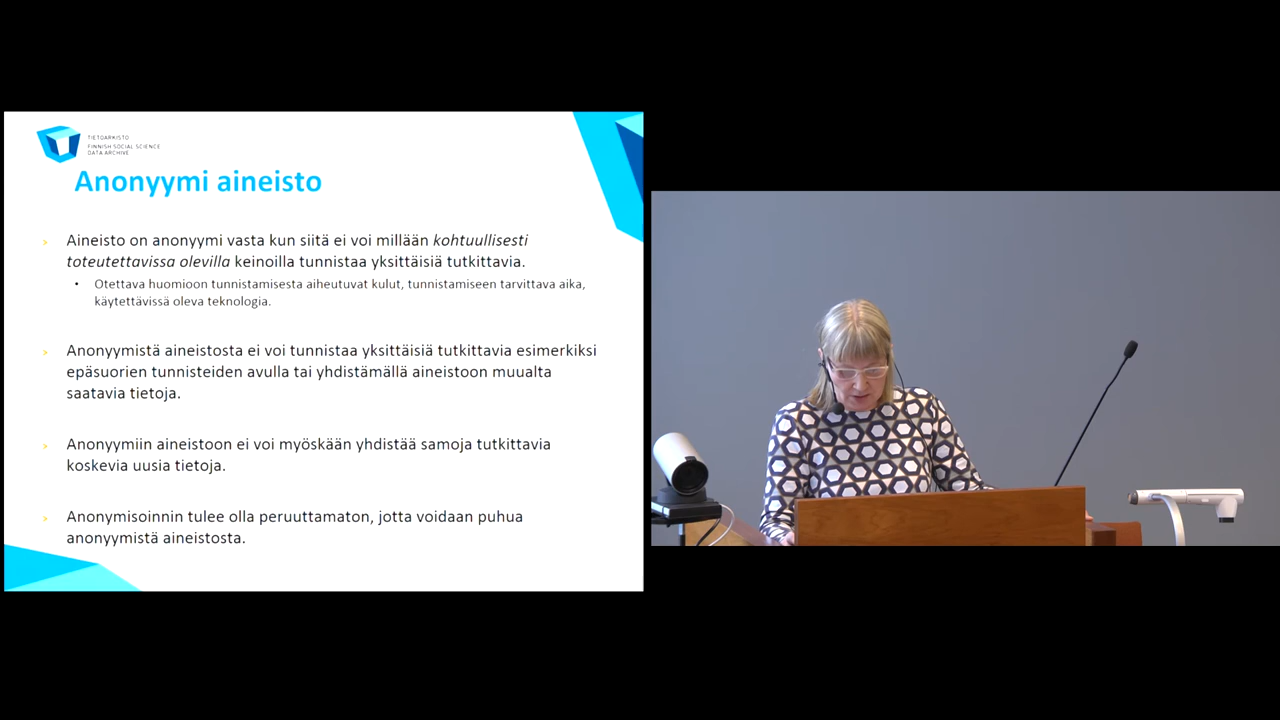 TIETOARKISTO
FINNISH SOCIAL SCIENCE
DATA ARCHIVE
Anonyymi aineisto
Aineisto on anonyymi vasta kun siitä ei voi millään kohtuullisesti
toteutettavissa olevilla keinoilla tunnistaa yksittäisiä tutkittavia.
Otettava huomioon tunnistamisesta aiheutuvat kulut, tunnistamiseen tarvittava aika,
käytettävissä oleva teknologia.
Anonyymistä aineistosta ei voi tunnistaa yksittäisiä tutkittavia esimerkiksi
epäsuorien tunnisteiden avulla tai yhdistämällä aineistoon muualta
saatavia tietoja.
Anonyymiin aineistoon ei voi myöskään yhdistää samoja tutkittavia
koskevia uusia tietoja.
Anonymisoinnin tulee olla peruuttamaton, jotta voidaan puhua
anonyymistä aineistosta.